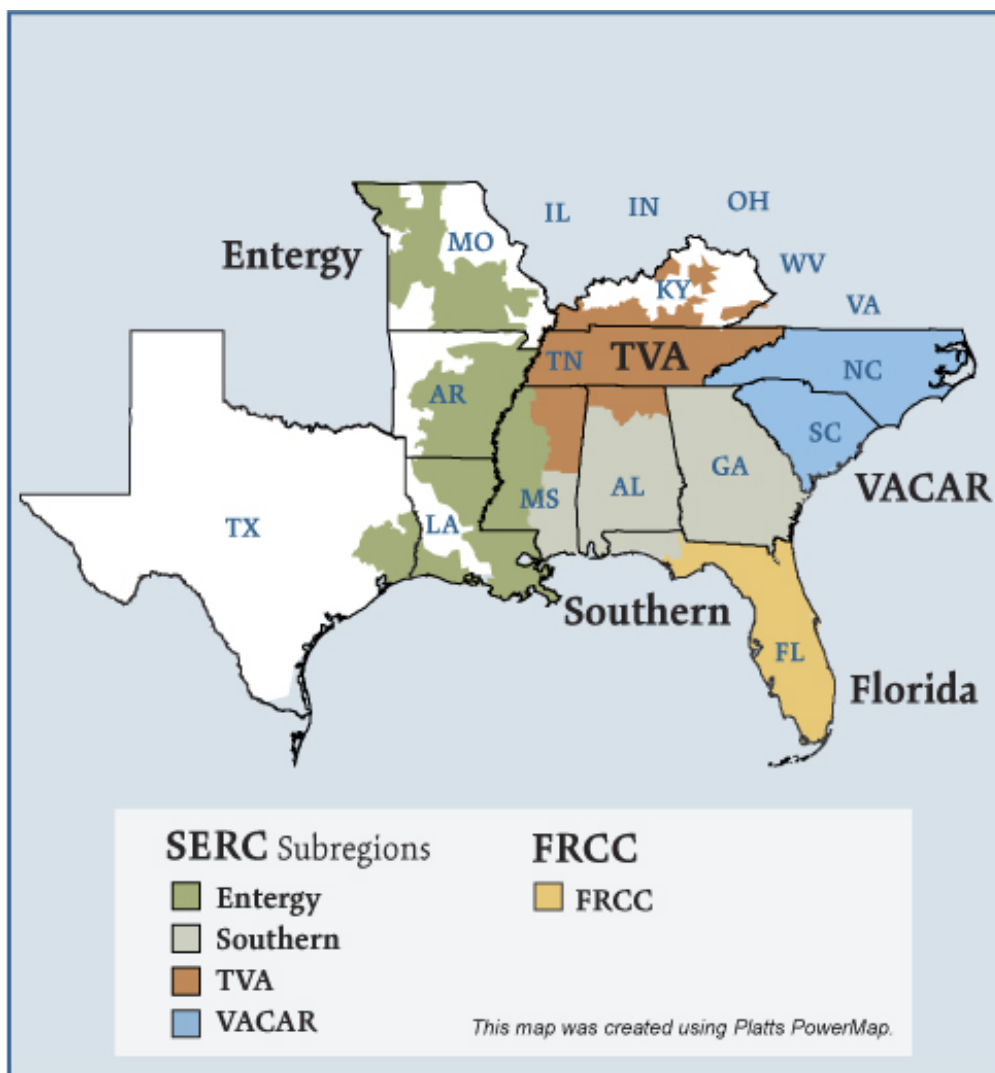 IL
IN
OH
MO
Entergy
WV
KY
VA
TN
TVA
NC
AR
SC
GA
MS
AL
VACAR
TX
LA
Southern
FL
Florida
SERC Subregions
Entergy
Southern
TVA
VACAR
FRCC
FRCC
This map was created using Platts PowerMap.